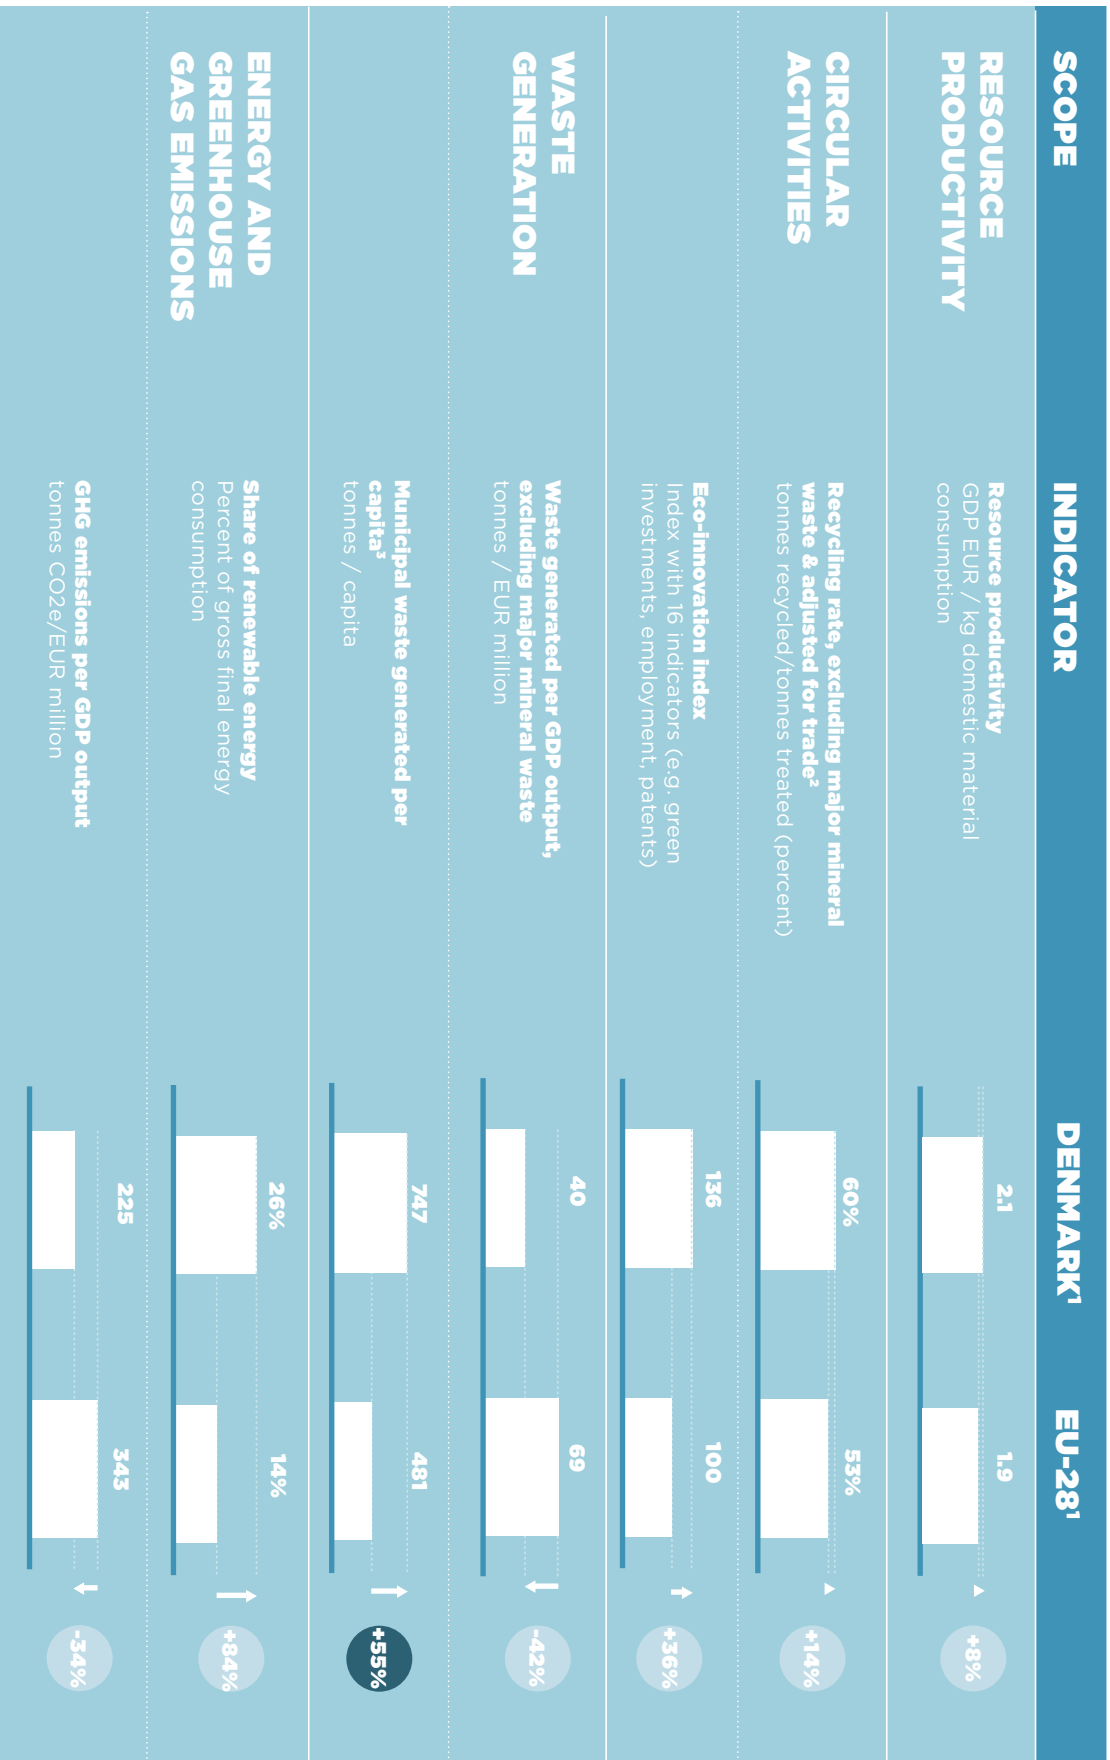 SCOPE
INDICATOR
DENMARK¹
EU-28¹
RESOURCE
PRODUCTIVITY
Resource productivity
GDP EUR / kg domestic material
consumption
2.1
1.9
+8%
CIRCULAR
ACTIVITIES
Recycling rate, excluding major mineral
waste & adjusted for trade²
tonnes recycled/tonnes treated (percent)
60%
53%
+14%
Eco-innovation index
Index with 16 indicators (e.g. green
investments, employment, patents)
136
100
+36%
WASTE
GENERATION
Waste generated per GDP output,
excluding major mineral waste
tonnes / EUR million
40
69
-42%
Municipal waste generated per
capita³
tonnes / capita
747
481
+55%
ENERGY AND
GREENHOUSE
GAS EMISSIONS
Share of renewable energy
Percent of gross final energy
consumption
26%
14%
+84%
GHG emissions per GDP output
tonnes CO2e/EUR million
225
343
-34%